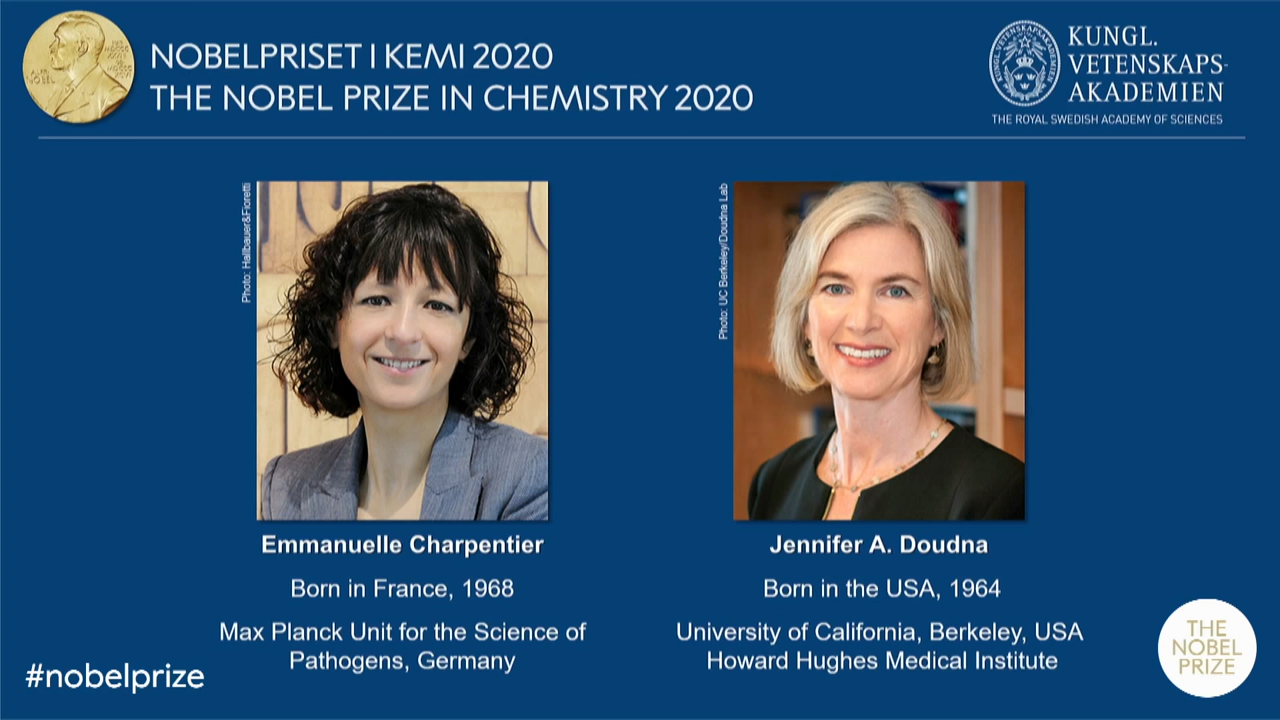 NOBELPRISET I KEMI 2020
THE NOBEL PRIZE IN CHEMISTRY 2020
KUNGL.
VETENSKAPS-
AKADEMIEN
THE ROYAL SWEDISH ACADEMY OF SCIENCES
Photo: Hallbauer&Fioretti
Photo: UC Berkeley/Doudna Lab
Emmanuelle Charpentier
Born in France, 1968
Max Planck Unit for the Science of
Pathogens, Germany
Jennifer A. Doudna
Born in the USA, 1964
University of California, Berkeley, USA
Howard Hughes Medical Institute
#nobelprize
THE
NOBEL
PRIZE